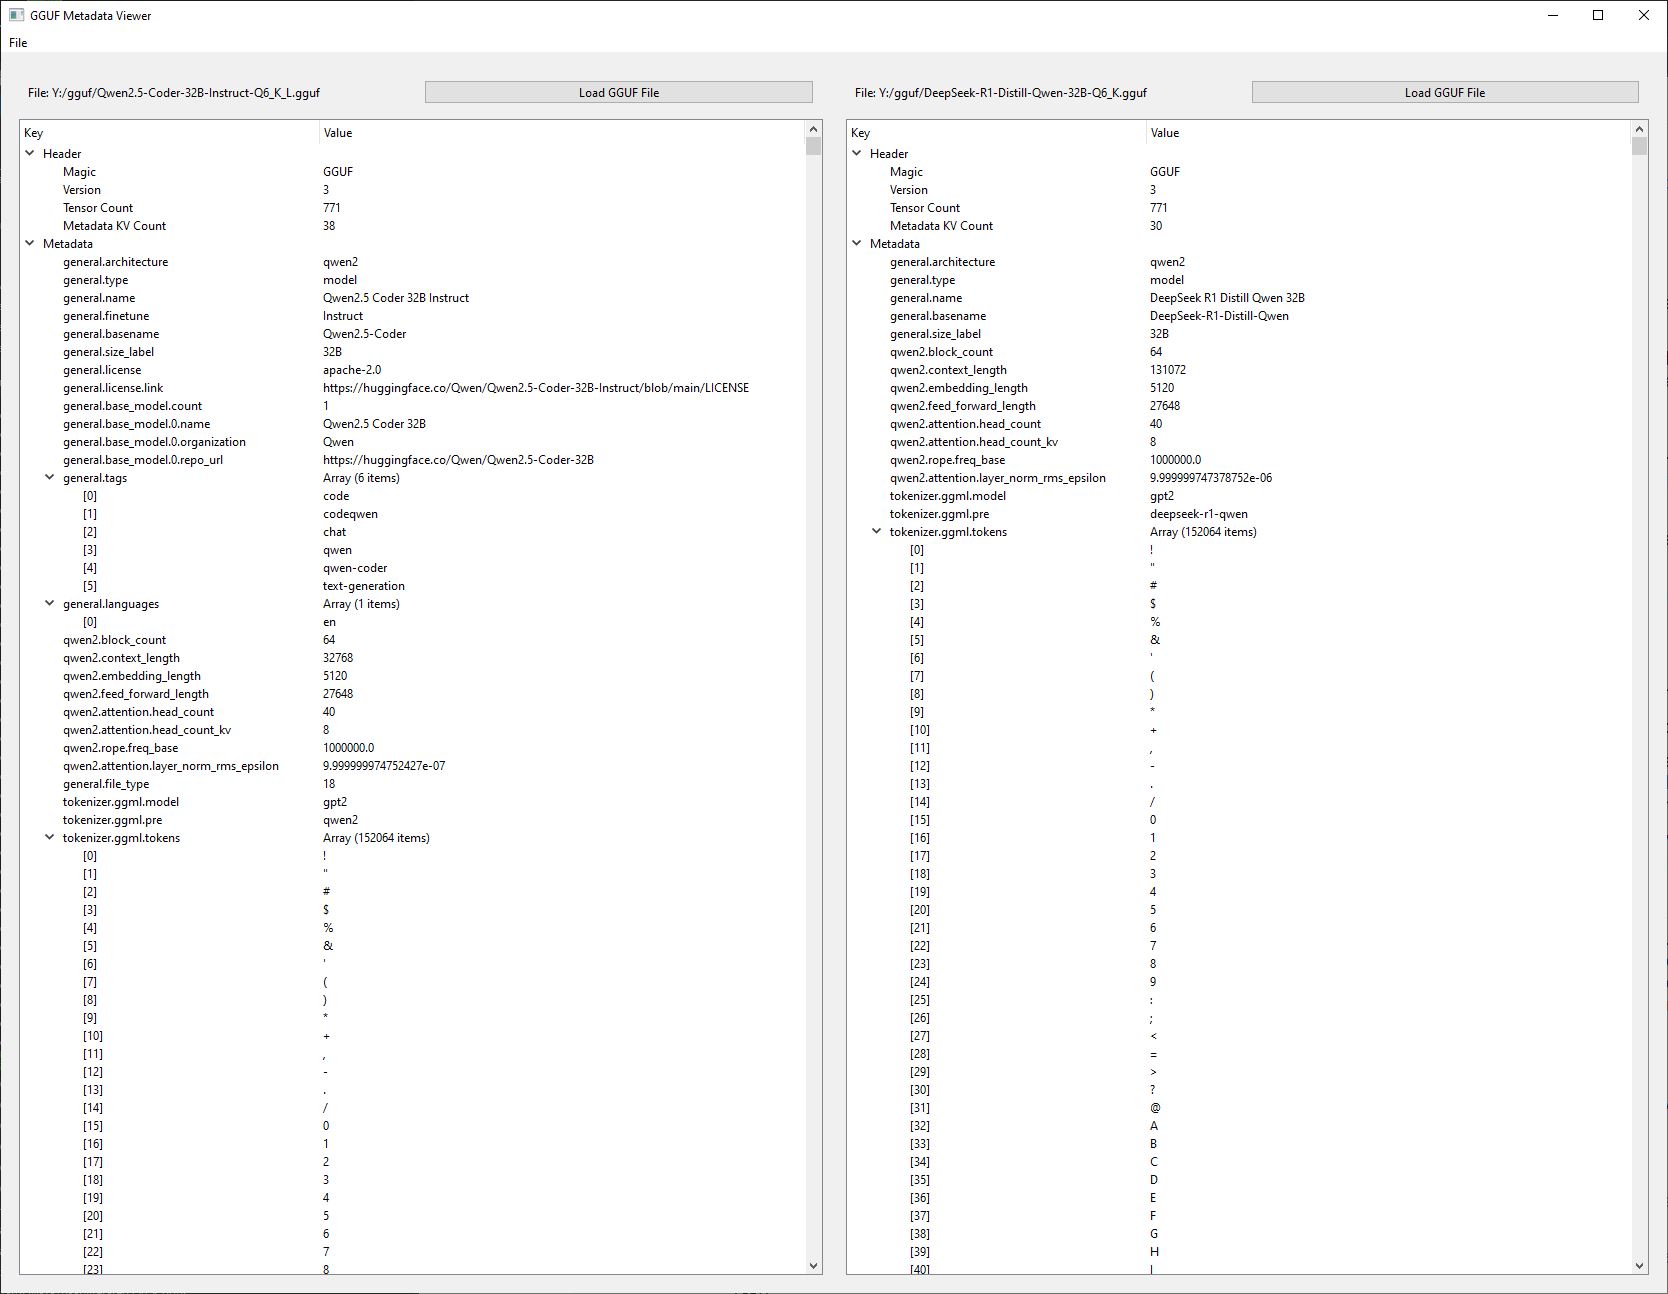 GGUF Metadata Viewer
File
File: Y:/gguf/Qwen2.5-Coder-32B-Instruct-Q6_K_L.gguf Load GGUF File
Key Value
Header
Magic GGUF
Version 3
Tensor Count 771
Metadata KV Count 38
Metadata
general.architecture qwen2
general.type model
general.name Qwen2.5 Coder 32B Instruct
general.finetune Instruct
general.basename Qwen2.5-Coder
general.size_label 32B
general.license apache-2.0
general.license.link https://huggingface.co/Qwen/Qwen2.5-Coder-32B-Instruct/blob/main/LICENSE
general.base_model.count 1
general.base_model.0.name Qwen2.5 Coder 32B
general.base_model.0.organization Qwen
general.base_model.0.repo_url https://huggingface.co/Qwen/Qwen2.5-Coder-32B
general.tags Array (6 items)
[0] code
[1] codeqwen
[2] chat
[3] qwen
[4] qwen-coder
[5] text-generation
general.languages Array (1 items)
[0] en
qwen2.block_count 64
qwen2.context_length 32768
qwen2.embedding_length 5120
qwen2.feed_forward_length 27648
qwen2.attention.head_count 40
qwen2.attention.head_count_kv 8
qwen2.rope.freq_base 1000000.0
qwen2.attention.layer_norm_rms_epsilon 9.999999974752427e-07
general.file_type 18
tokenizer.ggml.model gpt2
tokenizer.ggml.pre qwen2
tokenizer.ggml.tokens Array (152064 items)
[0] !
[1] "
[2] #
[3] $
[4] %
[5] &
[6] '
[7] (
[8] )
[9] *
[10] +
[11] ,
[12] -
[13] .
[14] /
[15] 0
[16] 1
[17] 2
[18] 3
[19] 4
[20] 5
[21] 6
[22] 7
[23] 8
File: Y:/gguf/DeepSeek-R1-Distill-Qwen-32B-Q6_K.gguf Load GGUF File
Key Value
Header
Magic GGUF
Version 3
Tensor Count 771
Metadata KV Count 30
Metadata
general.architecture qwen2
general.type model
general.name DeepSeek R1 Distill Qwen 32B
general.basename DeepSeek-R1-Distill-Qwen
general.size_label 32B
qwen2.block_count 64
qwen2.context_length 131072
qwen2.embedding_length 5120
qwen2.feed_forward_length 27648
qwen2.attention.head_count 40
qwen2.attention.head_count_kv 8
qwen2.rope.freq_base 1000000.0
qwen2.attention.layer_norm_rms_epsilon 9.999999747378752e-06
tokenizer.ggml.model gpt2
tokenizer.ggml.pre deepseek-r1-qwen
tokenizer.ggml.tokens Array (152064 items)
[0] !
[1] "
[2] #
[3] $
[4] %
[5] &
[6] '
[7] (
[8] )
[9] *
[10] +
[11] ,
[12] -
[13] .
[14] /
[15] 0
[16] 1
[17] 2
[18] 3
[19] 4
[20] 5
[21] 6
[22] 7
[23] 8
[24] 9
[25] :
[26] ;
[27] <
[28] =
[29] >
[30] ?
[31] @
[32] A
[33] B
[34] C
[35] D
[36] E
[37] F
[38] G
[39] H
[40] I